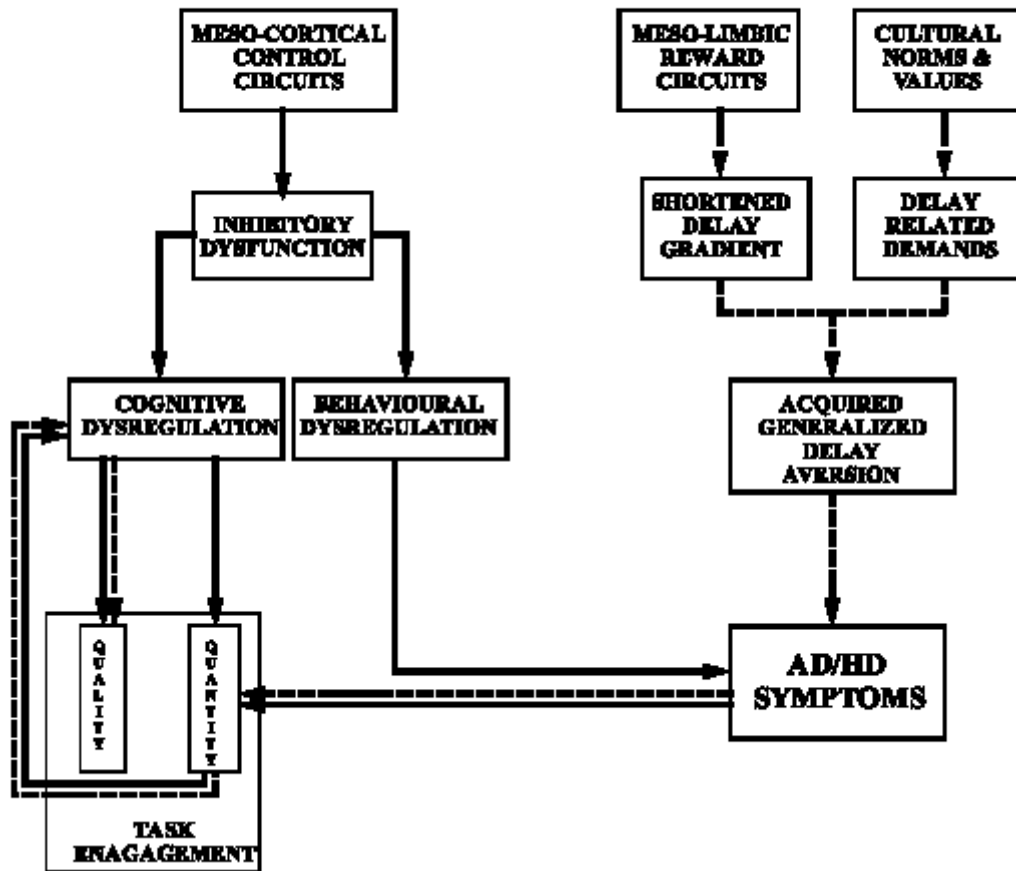 MESO-CORTICAL
CONTROL
CIRCUITS
MESO-LIMBIC
REWARD
CIRCUITS
CULTURAL
NORMS &
VALUES
INHIBITORY
DYSFUNCTION
SHORTENED
DELAY
GRADIENT
DELAY
RELATED
DEMANDS
COGNITIVE
DYSREGULATION
BEHAVIOURAL
DYSREGULATION
ACQUIRED
GENERALIZED
DELAY
AVERSION
QUALITY
QUANTITY
AD/HD
SYMPTOMS
TASK
ENAGAGEMENT